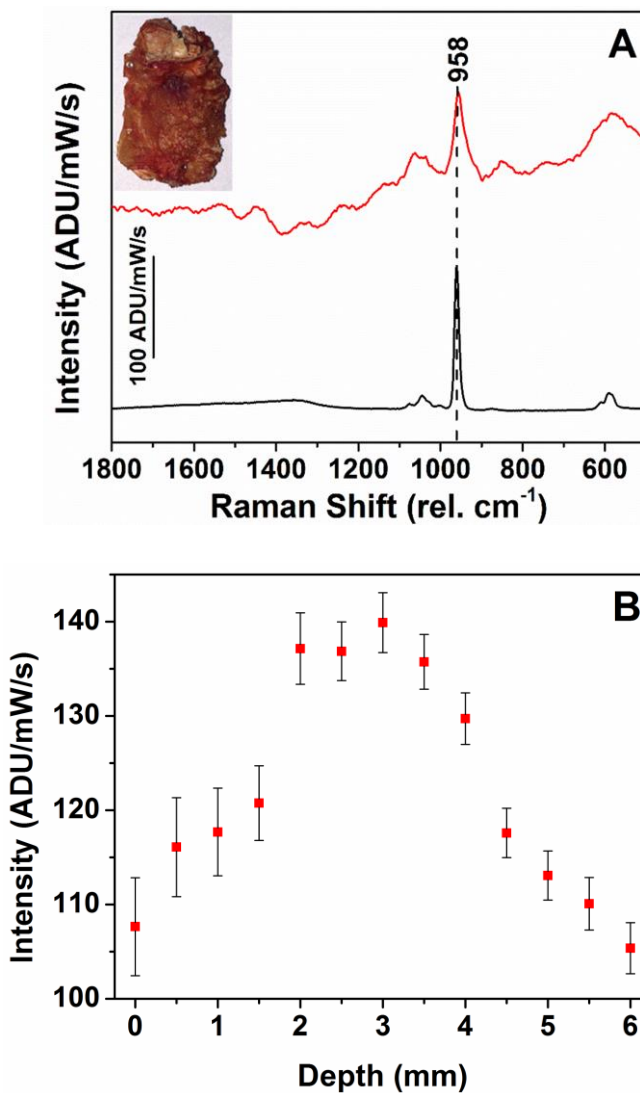 A
958
Intensity (ADU/mW/s)
100 ADU/mW/s
1800 1600 1400 1200 1000 800 600
Raman Shift (rel. cm⁻¹)
B
Intensity (ADU/mW/s)
140
130
120
110
100
0 1 2 3 4 5 6
Depth (mm)